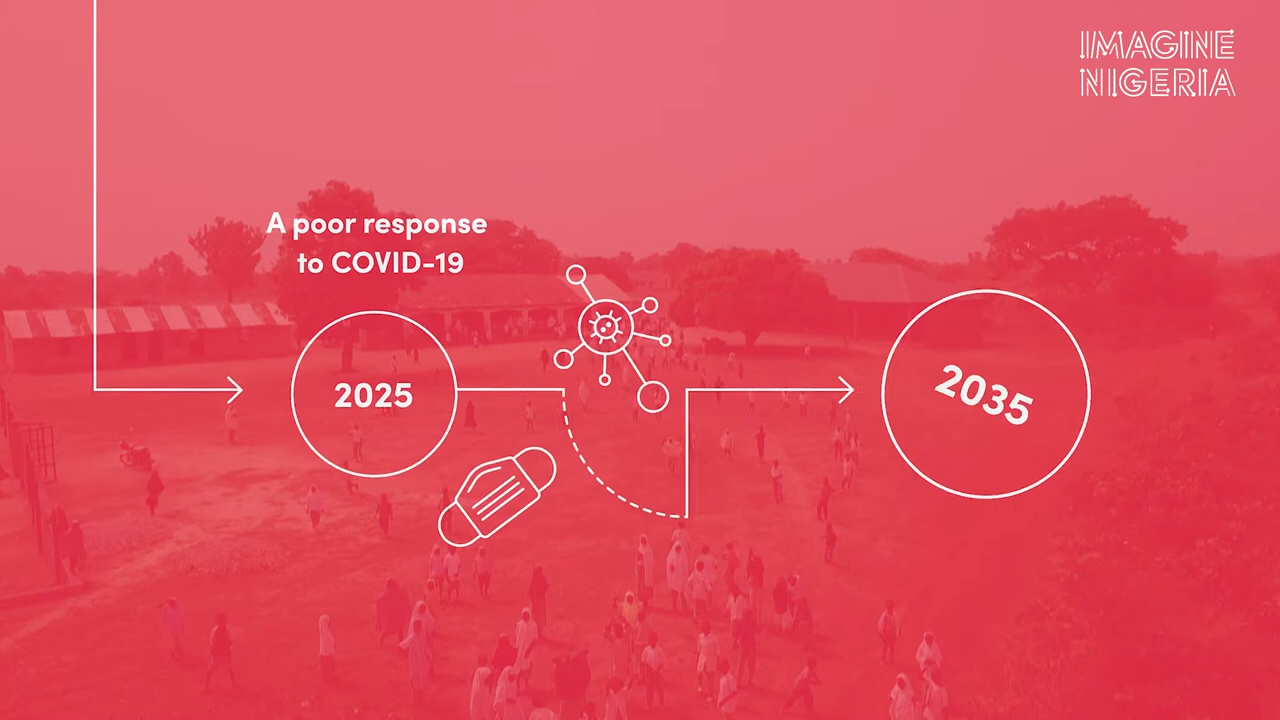 IMAGINE
NIGERIA
A poor response
to COVID-19
2025
2035